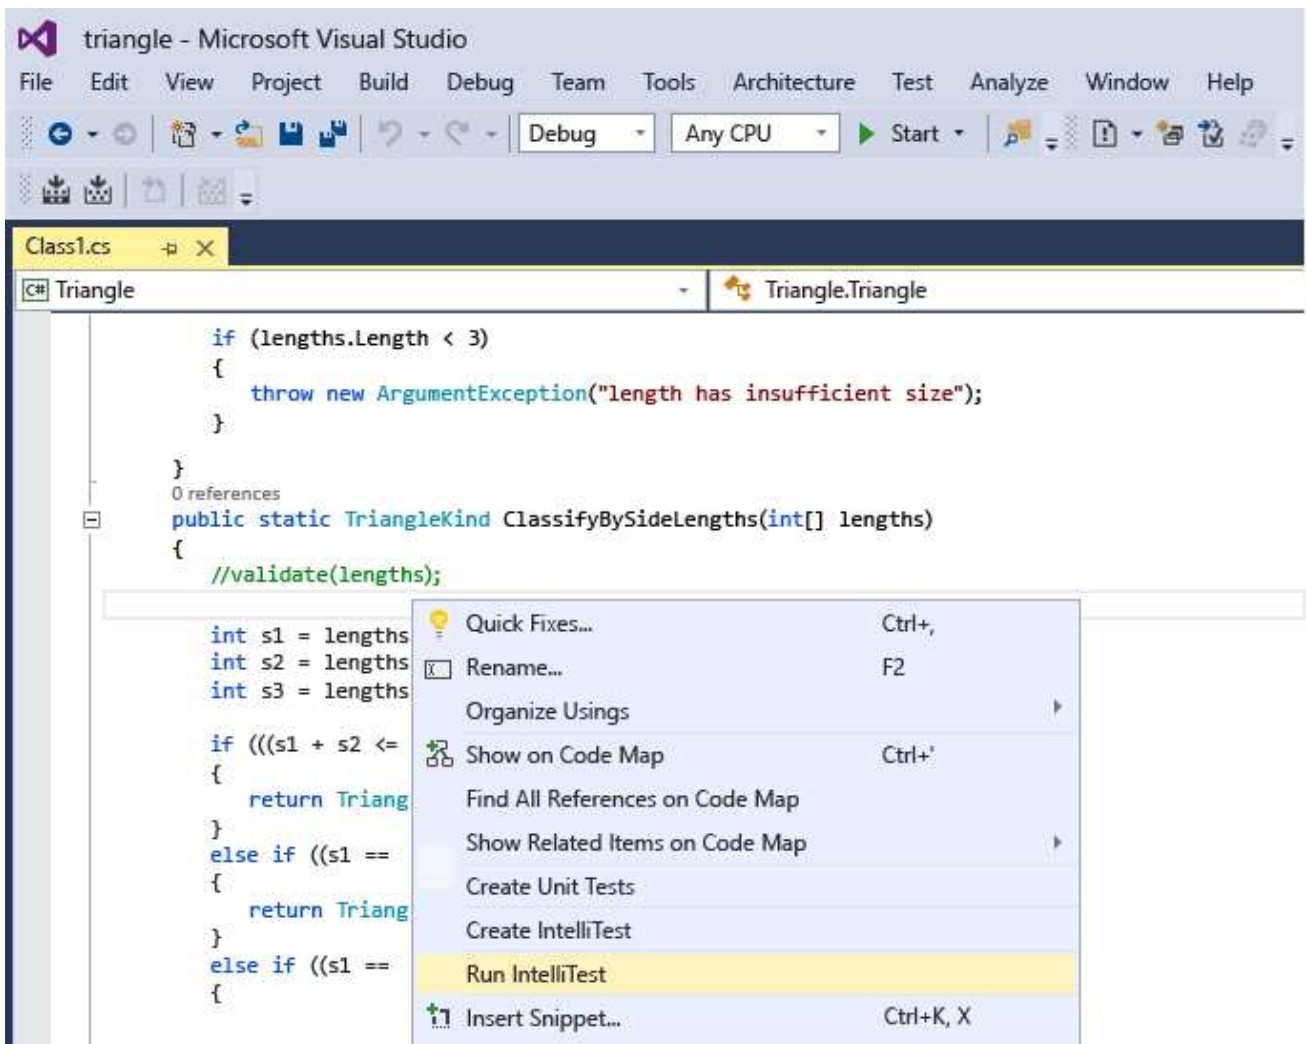 triangle - Microsoft Visual Studio
File Edit View Project Build Debug Team Tools Architecture Test Analyze Window Help
Debug Any CPU Start
Class1.cs
C# Triangle Triangle.Triangle
if (lengths.Length < 3)
{
throw new ArgumentException("length has insufficient size");
}
}
0 references
public static TriangleKind ClassifyBySideLengths(int[] lengths)
{
//validate(lengths);
int s1 = lengths
int s2 = lengths
int s3 = lengths
if (((s1 + s2 <=
{
return Triang
}
else if ((s1 ==
{
return Triang
}
else if ((s1 ==
{
Quick Fixes... Ctrl+,
Rename... F2
Organize Usings
Show on Code Map Ctrl+'
Find All References on Code Map
Show Related Items on Code Map
Create Unit Tests
Create IntelliTest
Run IntelliTest
Insert Snippet... Ctrl+K, X